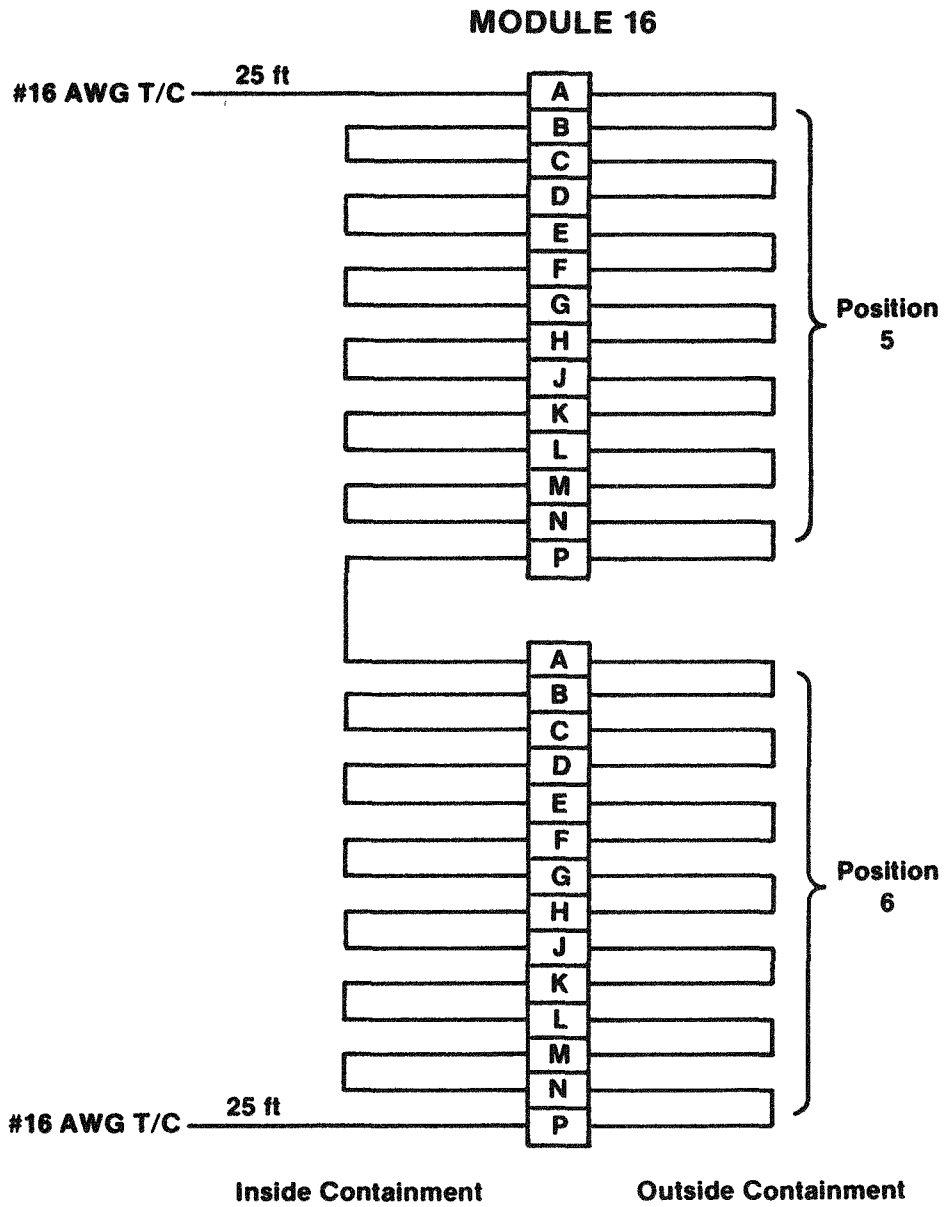 MODULE 16
#16 AWG T/C
25 ft
A
B
C
D
E
F
G
H
J
K
L
M
N
P
Position
5
A
B
C
D
E
F
G
H
J
K
L
M
N
P
Position
6
#16 AWG T/C
25 ft
Inside Containment
Outside Containment